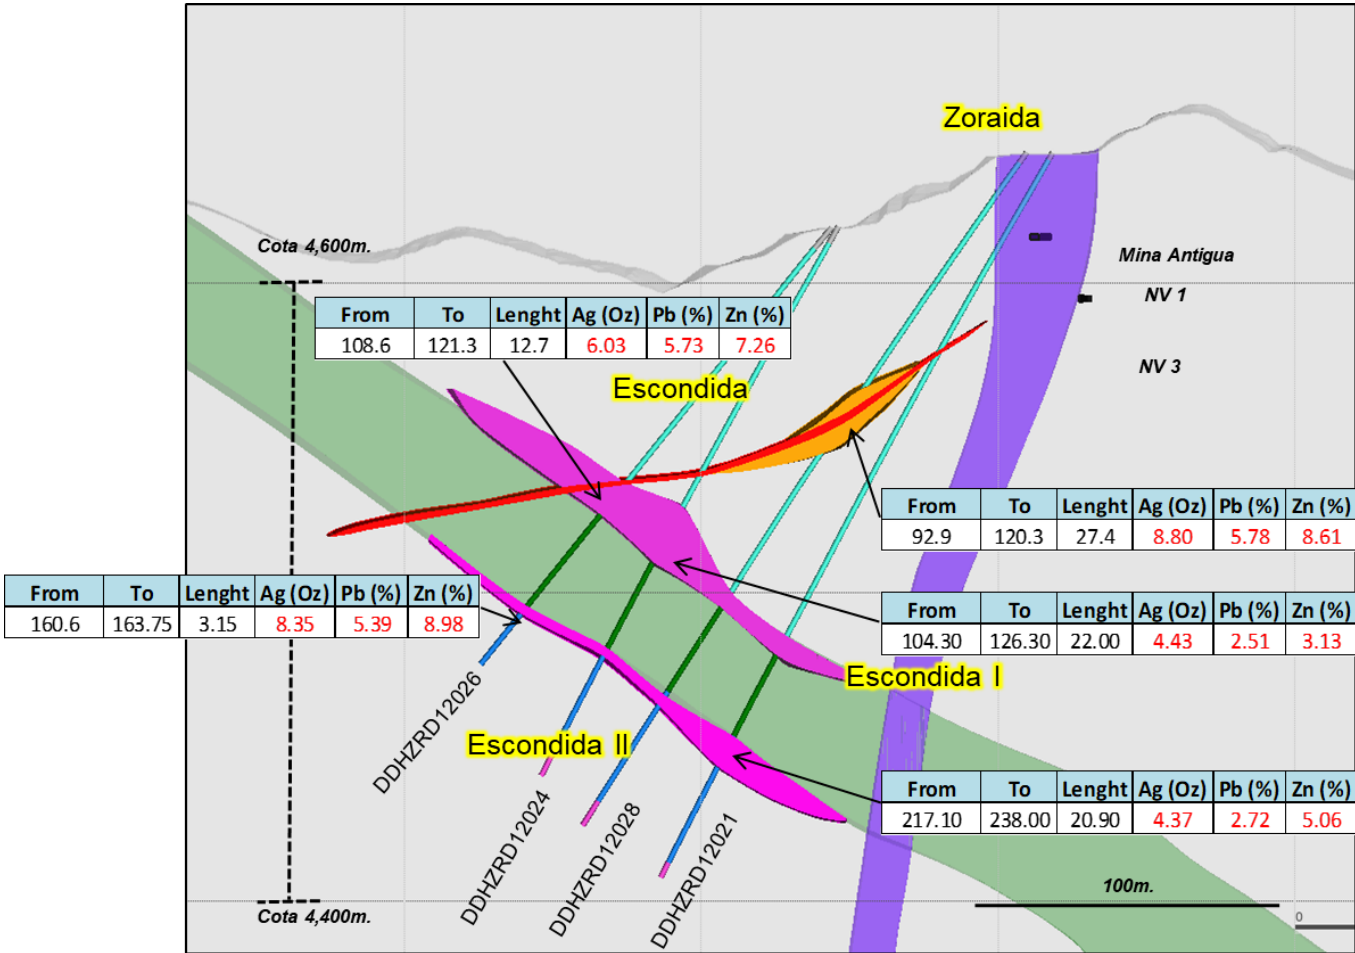 Zoraida
Cota 4,600m.
Mina Antigua
NV 1
From To Lenght Ag (Oz) Pb (%) Zn (%)
108.6 121.3 12.7 6.03 5.73 7.26
NV 3
Escondida
From To Lenght Ag (Oz) Pb (%) Zn (%)
92.9 120.3 27.4 8.80 5.78 8.61
From To Lenght Ag (Oz) Pb (%) Zn (%)
160.6 163.75 3.15 8.35 5.39 8.98
From To Lenght Ag (Oz) Pb (%) Zn (%)
104.30 126.30 22.00 4.43 2.51 3.13
Escondida I
DDHZRD12026
Escondida II
DDHZRD12024
DDHZRD12028
DDHZRD12021
From To Lenght Ag (Oz) Pb (%) Zn (%)
217.10 238.00 20.90 4.37 2.72 5.06
100m.
Cota 4,400m.
0